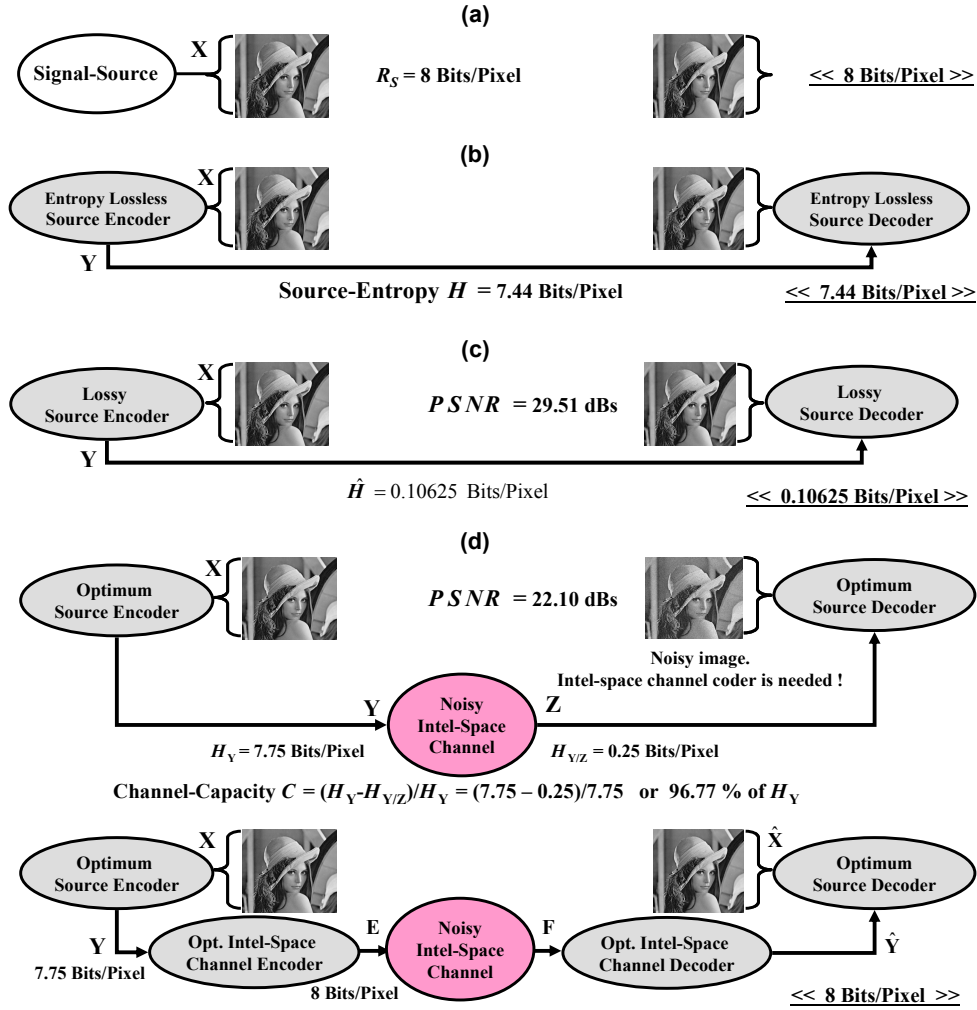 (a)
X
Signal-Source
R_S = 8 Bits/Pixel
<< 8 Bits/Pixel >>
(b)
X
Entropy Lossless
Source Encoder
Entropy Lossless
Source Decoder
Y
Source-Entropy H = 7.44 Bits/Pixel
<< 7.44 Bits/Pixel >>
(c)
X
Lossy
Source Encoder
PSNR = 29.51 dBs
Lossy
Source Decoder
Y
Ĥ = 0.10625 Bits/Pixel
<< 0.10625 Bits/Pixel >>
(d)
X
Optimum
Source Encoder
PSNR = 22.10 dBs
Optimum
Source Decoder
Noisy image.
Intel-space channel coder is needed !
Y
Noisy
Intel-Space
Channel
Z
H_Y = 7.75 Bits/Pixel
H_Y/Z = 0.25 Bits/Pixel
Channel-Capacity C = (H_Y-H_Y/Z)/H_Y = (7.75 – 0.25)/7.75 or 96.77 % of H_Y
X
Optimum
Source Encoder
X̂
Optimum
Source Decoder
Y
7.75 Bits/Pixel
Opt. Intel-Space
Channel Encoder
E
8 Bits/Pixel
Noisy
Intel-Space
Channel
F
Opt. Intel-Space
Channel Decoder
Ŷ
<< 8 Bits/Pixel >>